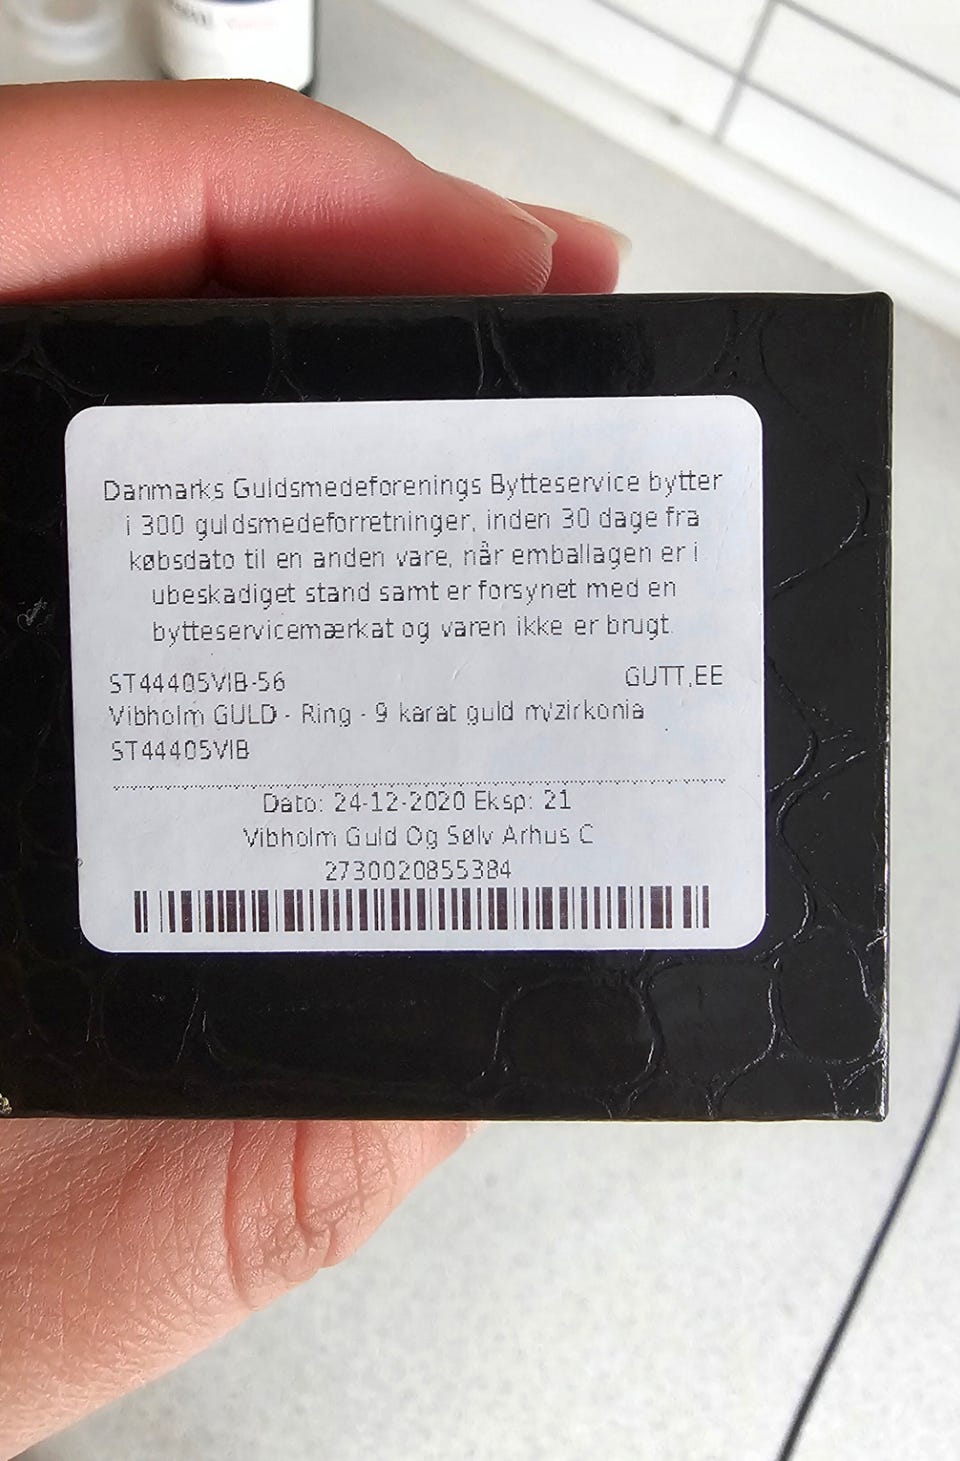 Danmarks Guldsmedeforenings Bytteservice bytter
i 300 guldsmedeforretninger, inden 30 dage fra
købsdato til en anden vare, når emballagen er i
ubeskadiget stand samt er forsynet med en
bytteservicemærkat og varen ikke er brugt.
ST44405VIB-56 GUTT,EE
Vibholm GULD - Ring - 9 karat guld m/zirkonia
ST44405VIB
Dato: 24-12-2020 Eksp: 21
Vibholm Guld Og Sølv Arhus C
2730020855384